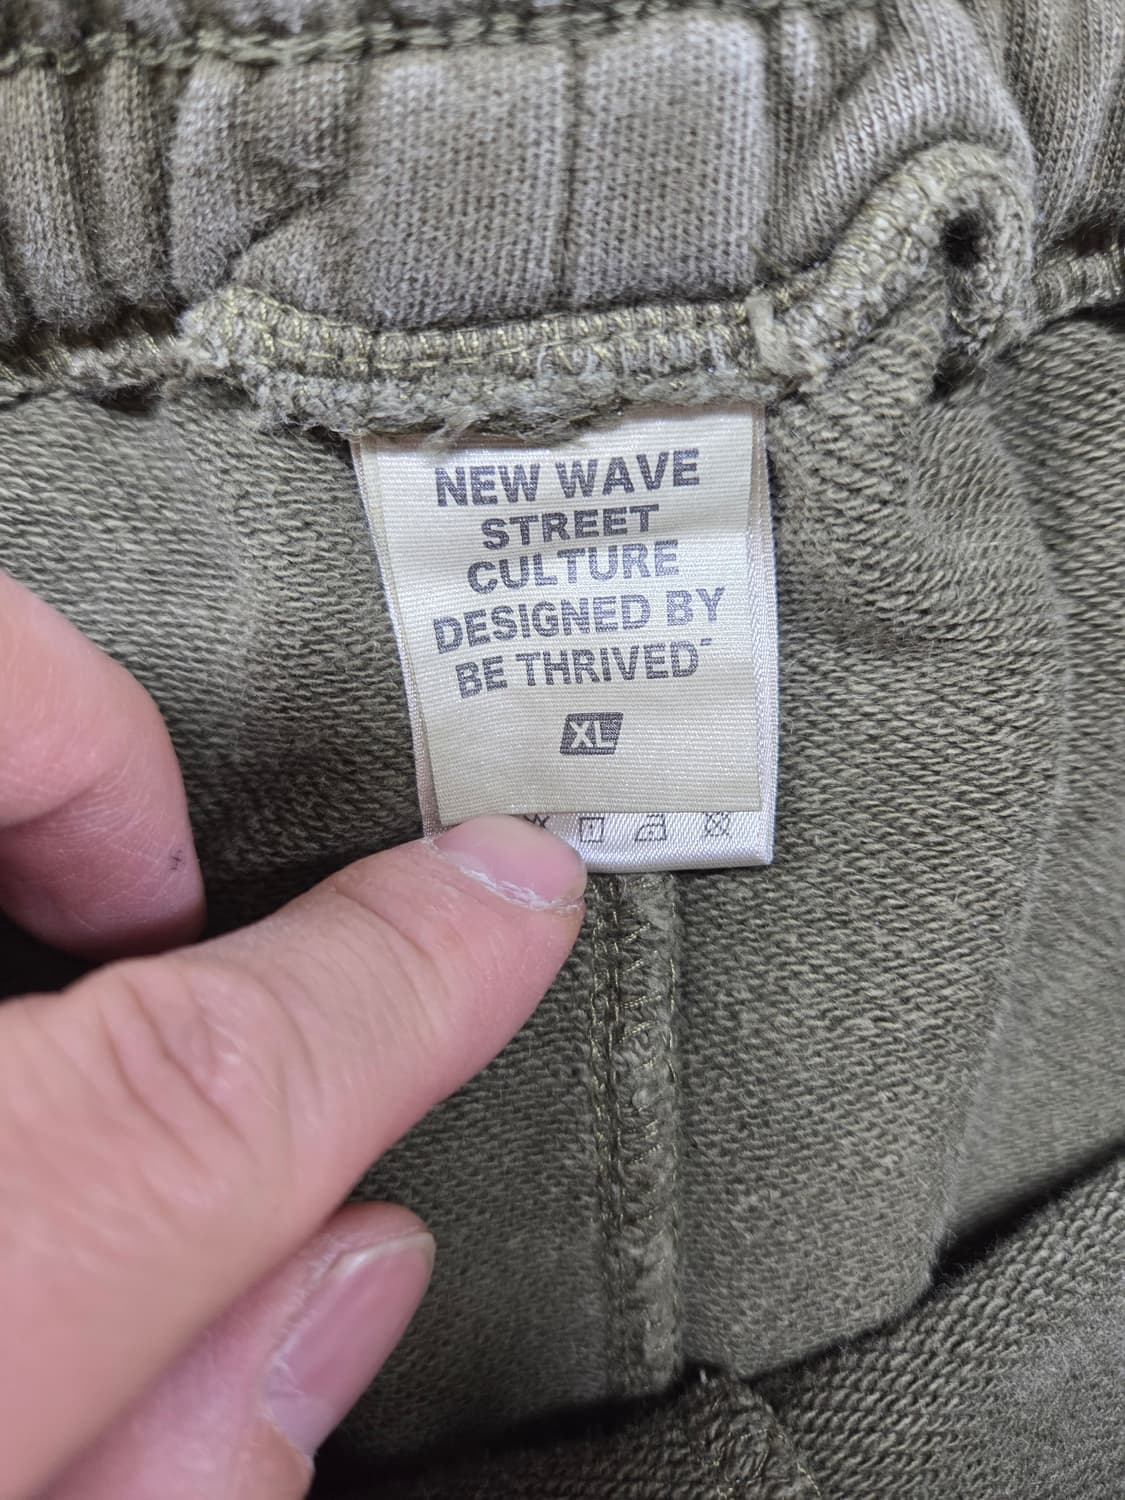 NEW WAVE
STREET
CULTURE
DESIGNED BY
BE THRIVED
XL